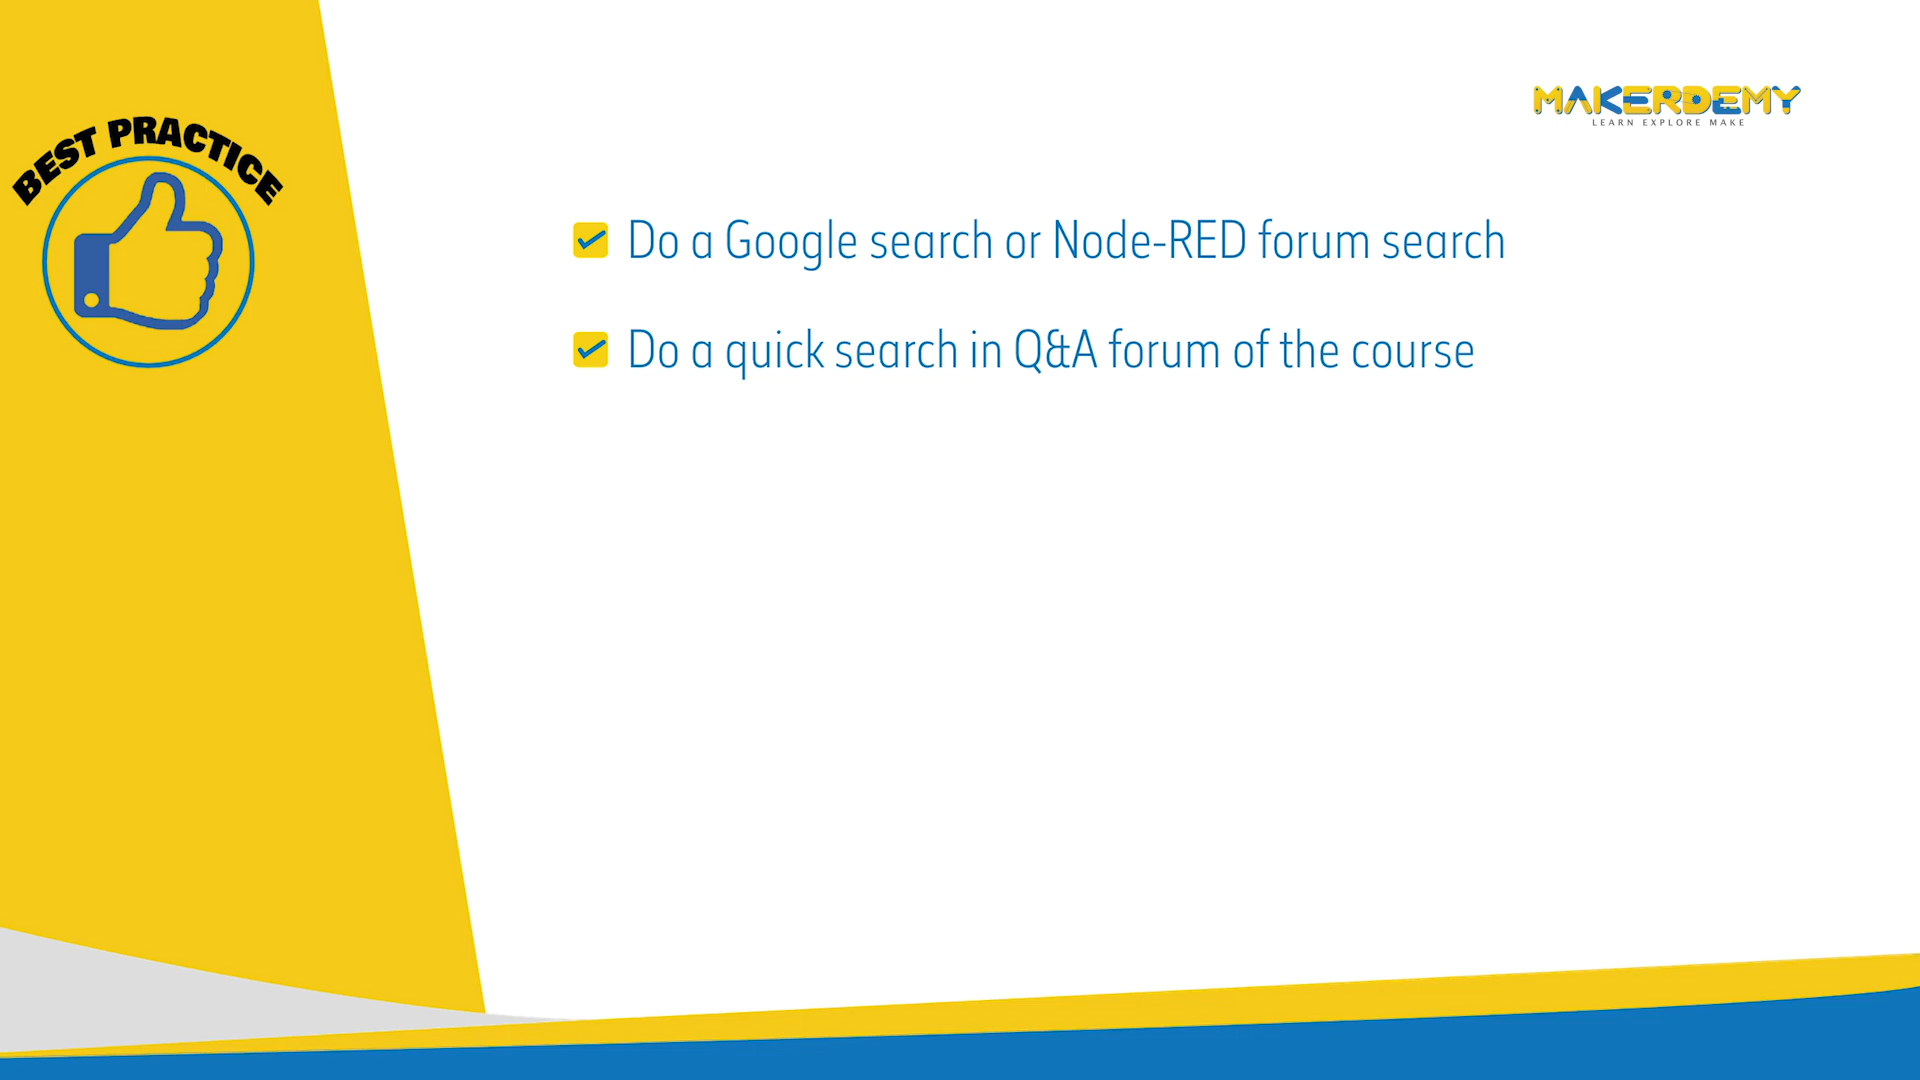 BEST PRACTICE
MAKERDEMY
LEARN EXPLORE MAKE
Do a Google search or Node-RED forum search
Do a quick search in Q&A forum of the course